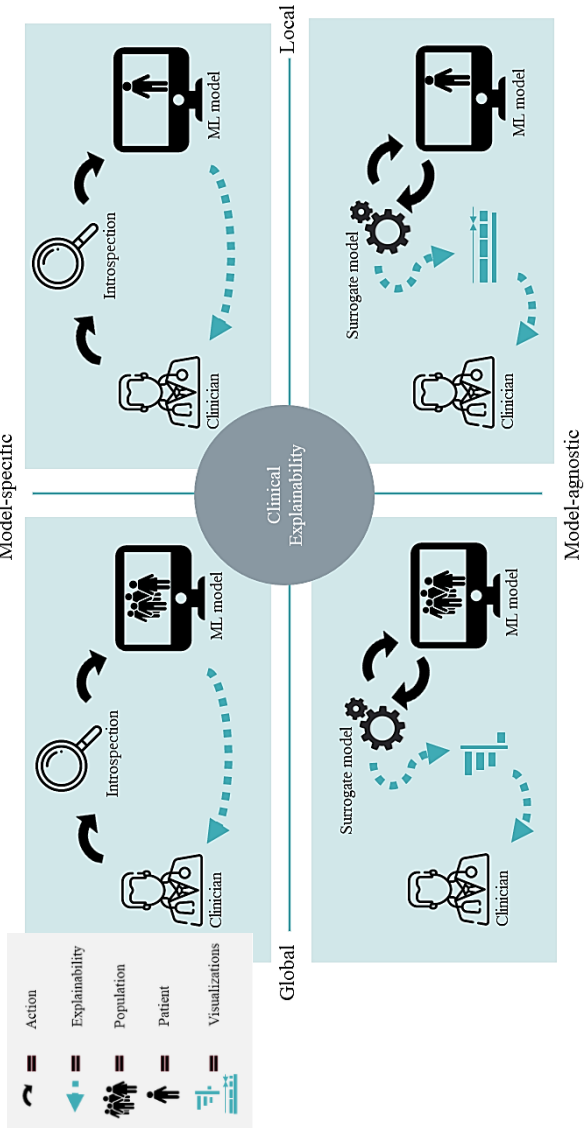 Model-specific
Clinician
Introspection
ML model
Clinician
Introspection
ML model
Global
Clinical
Explainability
Local
Clinician
Surrogate model
ML model
Clinician
Surrogate model
ML model
Model-agnostic
= Action
= Explainability
= Population
= Patient
= Visualizations